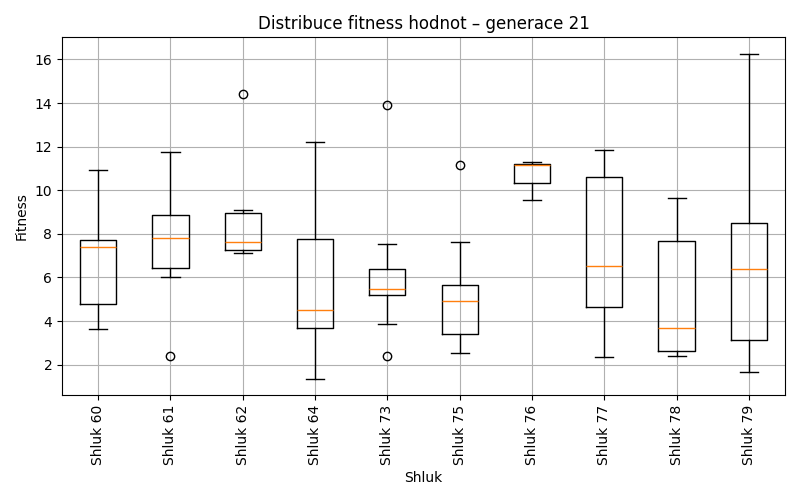 Distribuce fitness hodnot – generace 21
Fitness
16
14
12
10
8
6
4
2
Shluk 60
Shluk 61
Shluk 62
Shluk 64
Shluk 73
Shluk 75
Shluk 76
Shluk 77
Shluk 78
Shluk 79
Shluk